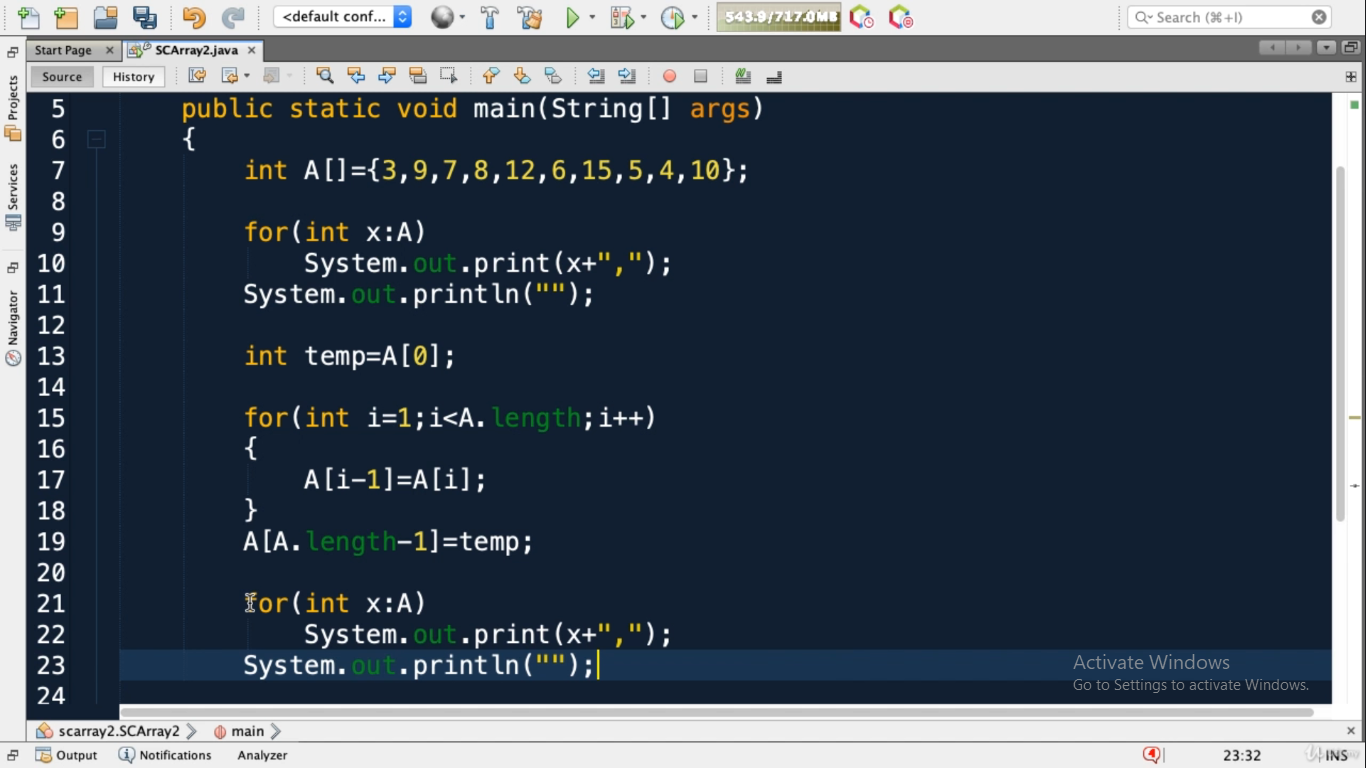 <default conf...
543.9/717.0MB
Search (⌘+I)
Start Page
SCArray2.java
Source
History
Projects
Services
Navigator
5 public static void main(String[] args)
6 {
7 int A[]={3,9,7,8,12,6,15,5,4,10};
8
9 for(int x:A)
10 System.out.print(x+",");
11 System.out.println("");
12
13 int temp=A[0];
14
15 for(int i=1;i<A.length;i++)
16 {
17 A[i-1]=A[i];
18 }
19 A[A.length-1]=temp;
20
21 for(int x:A)
22 System.out.print(x+",");
23 System.out.println("");
24
Activate Windows
Go to Settings to activate Windows.
scarray2.SCArray2
main
Output
Notifications
Analyzer
4
23:32
INS